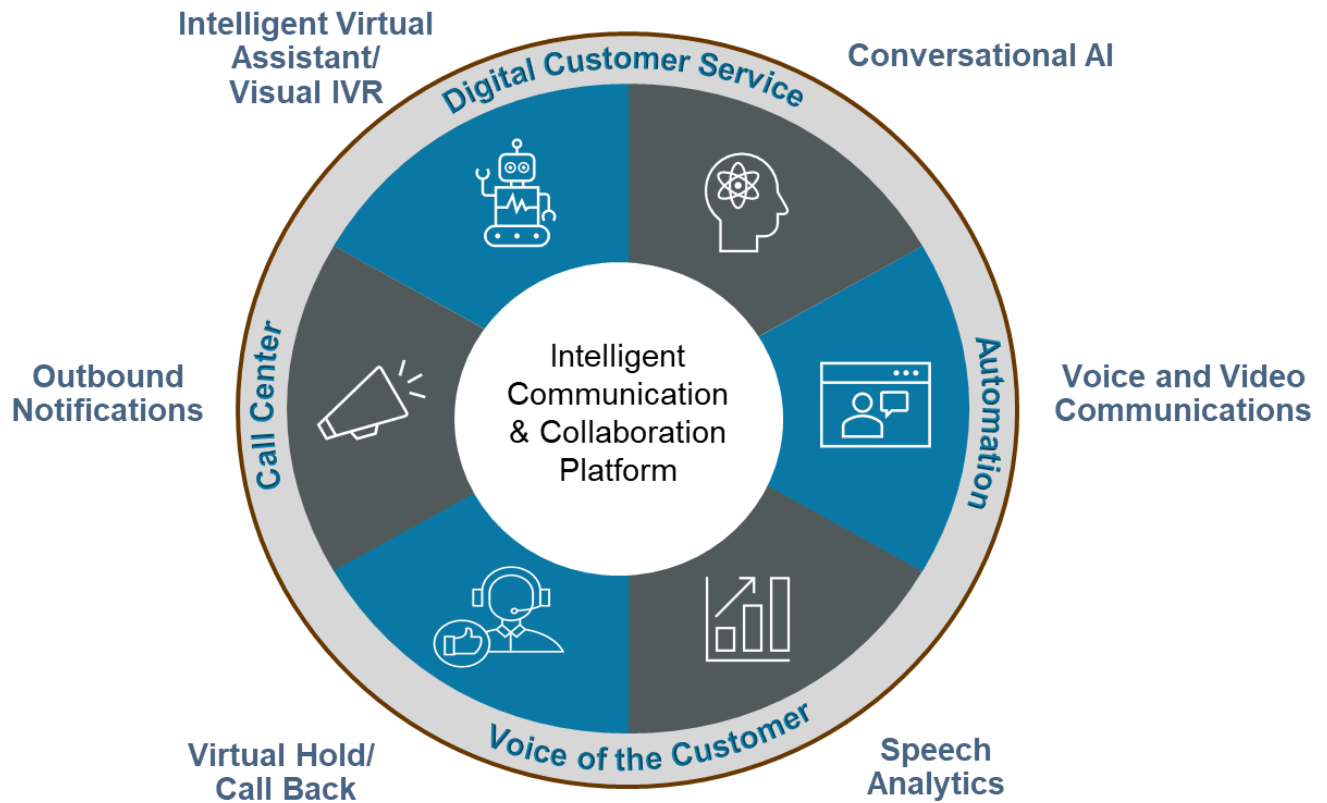 Intelligent Virtual
Assistant/
Visual IVR
Conversational AI
Digital Customer Service
Call Center
Automation
Outbound
Notifications
Intelligent
Communication
& Collaboration
Platform
Voice and Video
Communications
Voice of the Customer
Virtual Hold/
Call Back
Speech
Analytics